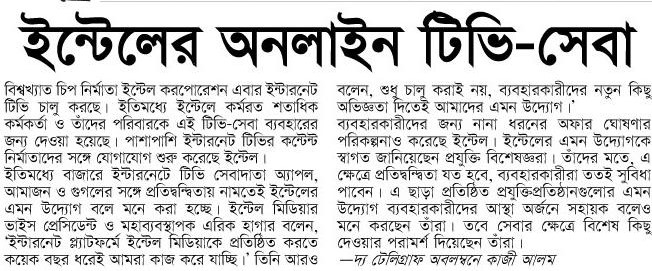 ইন্টেলের অনলাইন টিভি-সেবা
বিশ্বখ্যাত চিপ নির্মাতা ইন্টেল করপোরেশন এবার ইন্টারনেট
টিভি চালু করছে। ইতিমধ্যে ইন্টেলে কর্মরত শতাধিক
কর্মকর্তা ও তাঁদের পরিবারকে এই টিভি-সেবা ব্যবহারের
জন্য দেওয়া হয়েছে। পাশাপাশি ইন্টারনেট টিভির কন্টেন্ট
নির্মাতাদের সঙ্গে যোগাযোগ শুরু করেছে ইন্টেল।
ইতিমধ্যে বাজারে ইন্টারনেটে টিভি সেবাদাতা অ্যাপল,
আমাজন ও গুগলের সঙ্গে প্রতিদ্বন্দ্বিতায় নামতেই ইন্টেলের
এমন উদ্যোগ বলে মনে করা হচ্ছে। ইন্টেল মিডিয়ার
ভাইস প্রেসিডেন্ট ও মহাব্যবস্থাপক এরিক হাগার বলেন,
‘ইন্টারনেট প্ল্যাটফর্মে ইন্টেল মিডিয়াকে প্রতিষ্ঠিত করতে
কয়েক বছর ধরেই আমরা কাজ করে যাচ্ছি।’ তিনি আরও
বলেন, শুধু চালু করাই নয়, ব্যবহারকারীদের নতুন কিছু
অভিজ্ঞতা দিতেই আমাদের এমন উদ্যোগ।’
ব্যবহারকারীদের জন্য নানা ধরনের অফার ঘোষণার
পরিকল্পনাও করেছে ইন্টেল। ইন্টেলের এমন উদ্যোগকে
স্বাগত জানিয়েছেন প্রযুক্তি বিশেষজ্ঞরা। তাঁদের মতে, এ
ক্ষেত্রে প্রতিদ্বন্দ্বিতা যত হবে, ব্যবহারকারীরা ততই সুবিধা
পাবেন। এ ছাড়া প্রতিষ্ঠিত প্রযুক্তিপ্রতিষ্ঠানগুলোর এমন
উদ্যোগ ব্যবহারকারীদের আস্থা অর্জনে সহায়ক বলেও
মনে করছেন তাঁরা। তবে সেবার ক্ষেত্রে বিশেষ কিছু
দেওয়ার পরামর্শ দিয়েছেন তাঁরা।
—দ্য টেলিগ্রাফ অবলম্বনে কাজী আলম